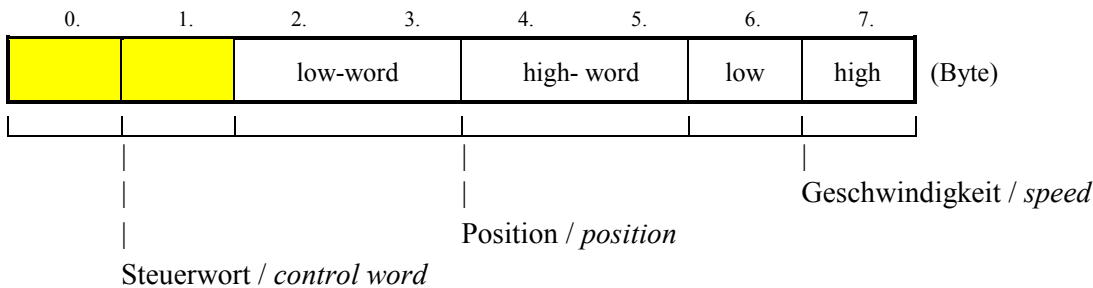 0. 1. 2. 3. 4. 5. 6. 7.
low-word high- word low high (Byte)
Geschwindigkeit / speed
Position / position
Steuerwort / control word